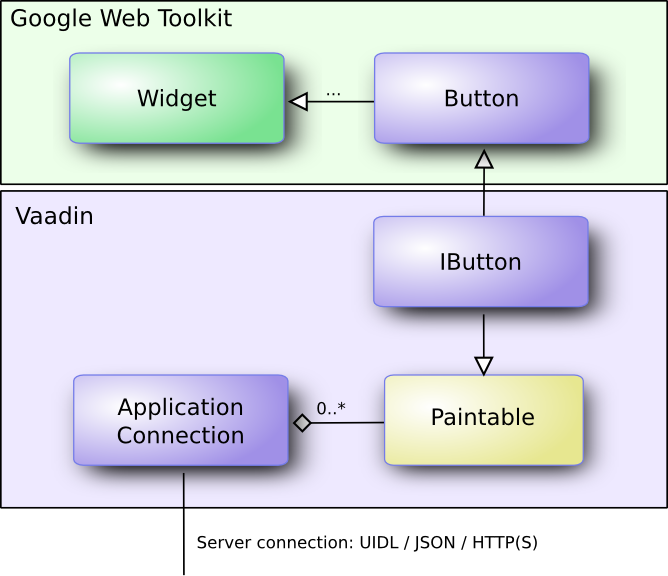 Google Web Toolkit
Widget
...
Button
Vaadin
IButton
Application
Connection
0..*
Paintable
Server connection: UIDL / JSON / HTTP(S)